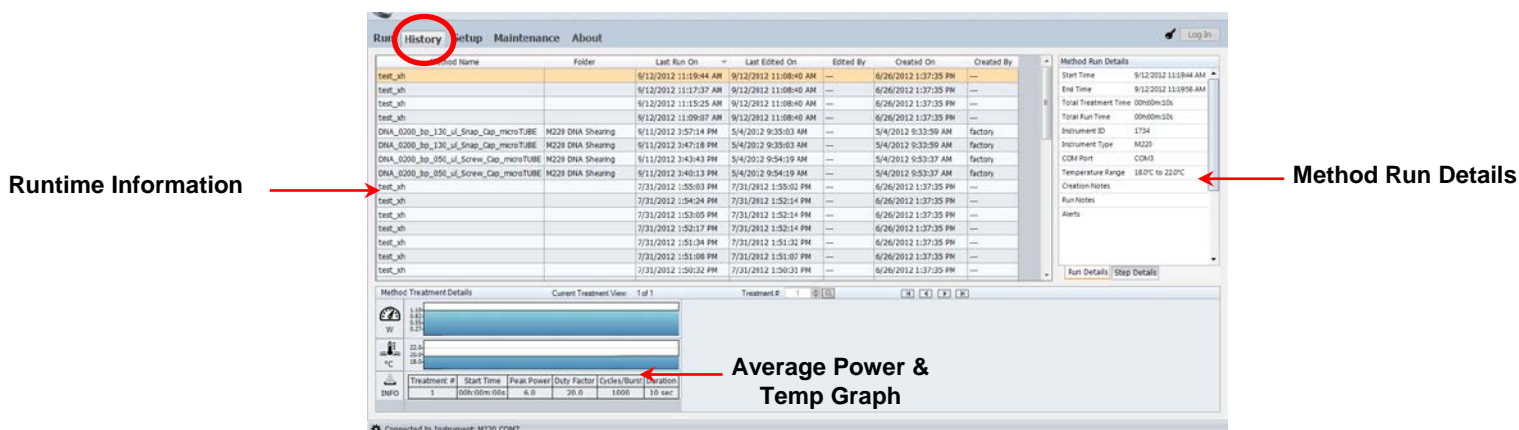 Run History Setup Maintenance About Log In
Method Name Folder Last Run On Last Edited On Edited By Created On Created By
test_xh 9/12/2012 11:19:44 AM 9/12/2012 11:08:40 AM --- 6/26/2012 1:37:35 PM ---
test_xh 9/12/2012 11:17:37 AM 9/12/2012 11:08:40 AM --- 6/26/2012 1:37:35 PM ---
test_xh 9/12/2012 11:15:25 AM 9/12/2012 11:08:40 AM --- 6/26/2012 1:37:35 PM ---
test_xh 9/12/2012 11:09:07 AM 9/12/2012 11:08:40 AM --- 6/26/2012 1:37:35 PM ---
DNA_0200_bp_130_ul_Snap_Cap_microTUBE M220 DNA Shearing 9/11/2012 3:57:14 PM 5/4/2012 9:35:03 AM 5/4/2012 9:33:59 AM factory
DNA_0200_bp_130_ul_Snap_Cap_microTUBE M220 DNA Shearing 9/11/2012 3:47:18 PM 5/4/2012 9:35:03 AM 5/4/2012 9:33:59 AM factory
DNA_0200_bp_050_ul_Screw_Cap_microTUBE M220 DNA Shearing 9/11/2012 3:43:43 PM 5/4/2012 9:54:19 AM 5/4/2012 9:53:37 AM factory
DNA_0200_bp_050_ul_Screw_Cap_microTUBE M220 DNA Shearing 9/11/2012 3:40:13 PM 5/4/2012 9:54:19 AM 5/4/2012 9:53:37 AM factory
test_xh 7/31/2012 1:55:03 PM 7/31/2012 1:55:02 PM --- 6/26/2012 1:37:35 PM ---
test_xh 7/31/2012 1:54:24 PM 7/31/2012 1:52:14 PM --- 6/26/2012 1:37:35 PM ---
test_xh 7/31/2012 1:53:05 PM 7/31/2012 1:52:14 PM --- 6/26/2012 1:37:35 PM ---
test_xh 7/31/2012 1:52:17 PM 7/31/2012 1:52:14 PM --- 6/26/2012 1:37:35 PM ---
test_xh 7/31/2012 1:51:34 PM 7/31/2012 1:51:32 PM --- 6/26/2012 1:37:35 PM ---
test_xh 7/31/2012 1:51:08 PM 7/31/2012 1:51:07 PM --- 6/26/2012 1:37:35 PM ---
test_xh 7/31/2012 1:50:32 PM 7/31/2012 1:50:31 PM --- 6/26/2012 1:37:35 PM ---
Method Run Details
Start Time 9/12/2012 11:19:44 AM
End Time 9/12/2012 11:19:56 AM
Total Treatment Time 00h:00m:10s
Total Run Time 00h:00m:10s
Instrument ID 1734
Instrument Type M220
COM Port COM3
Temperature Range 18.0°C to 22.0°C
Creation Notes
Run Notes
Alerts
Run Details Step Details
Runtime Information
Method Run Details
Method Treatment Details Current Treatment View: 1 of 1 Treatment #: 1
1.10
0.82
0.55
0.27
W
22.0
20.0
18.0
°C
INFO
Treatment # Start Time Peak Power Duty Factor Cycles/Burst Duration
1 00h:00m:00s 6.0 20.0 1000 10 sec
Average Power &
Temp Graph
Connected to Instrument: M220 COM7